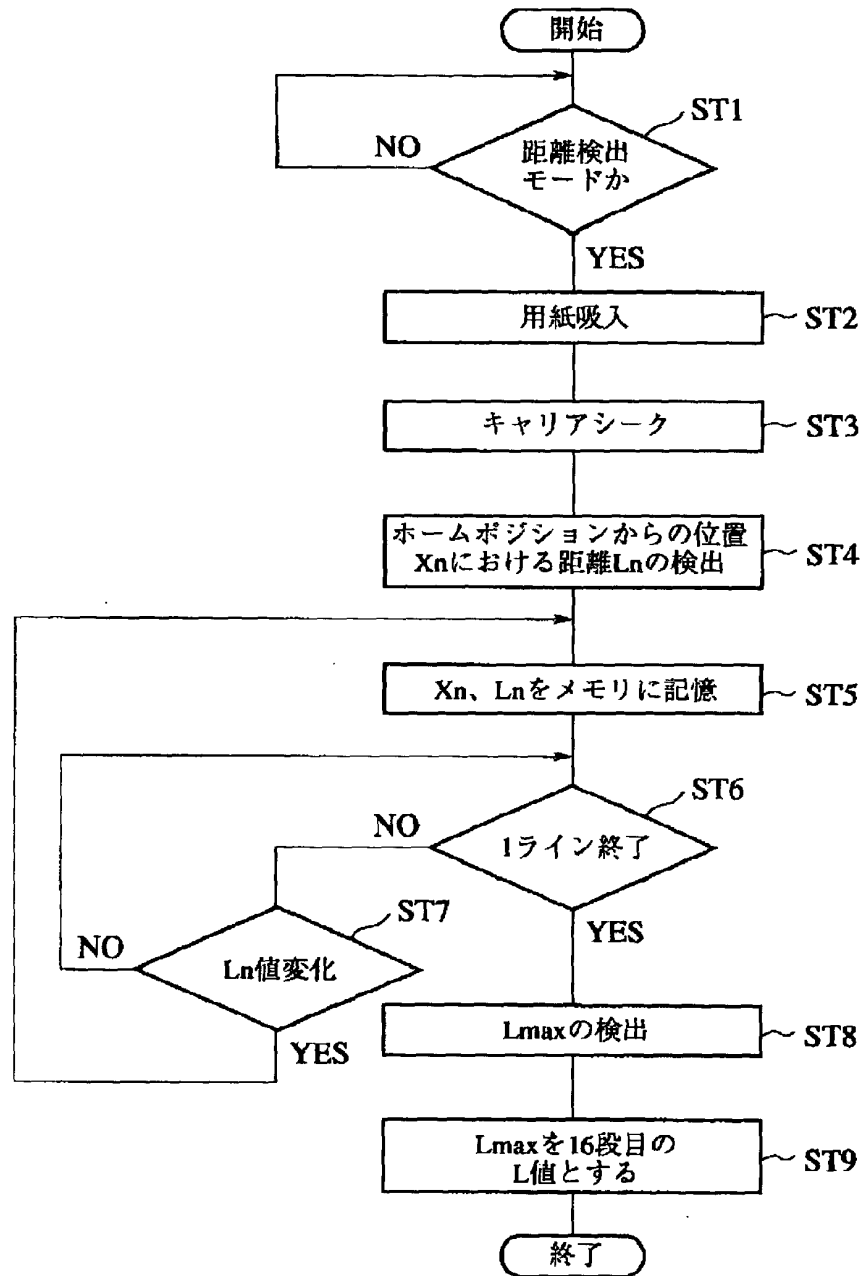 開始
ST1
NO
距離検出
モードか
YES
用紙吸入
ST2
キャリアシーク
ST3
ホームポジションからの位置
Xnにおける距離Lnの検出
ST4
Xn、Lnをメモリに記憶
ST5
ST6
NO
1ライン終了
YES
ST7
NO
Ln値変化
YES
Lmaxの検出
ST8
Lmaxを16段目の
L値とする
ST9
終了